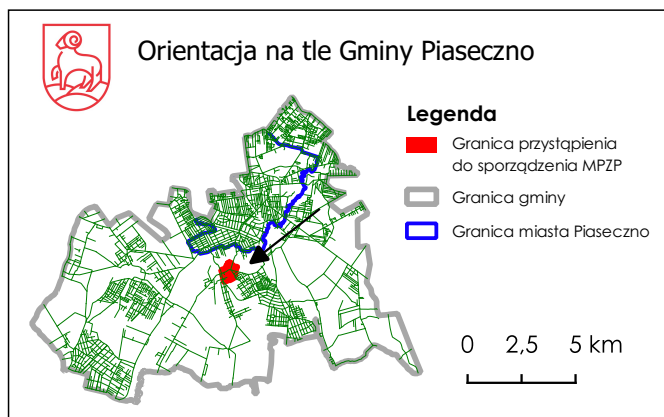 Orientacja na tle Gminy Piaseczno
Legenda
Granica przystąpienia
do sporządzenia MPZP
Granica gminy
Granica miasta Piaseczno
0 2,5 5 km